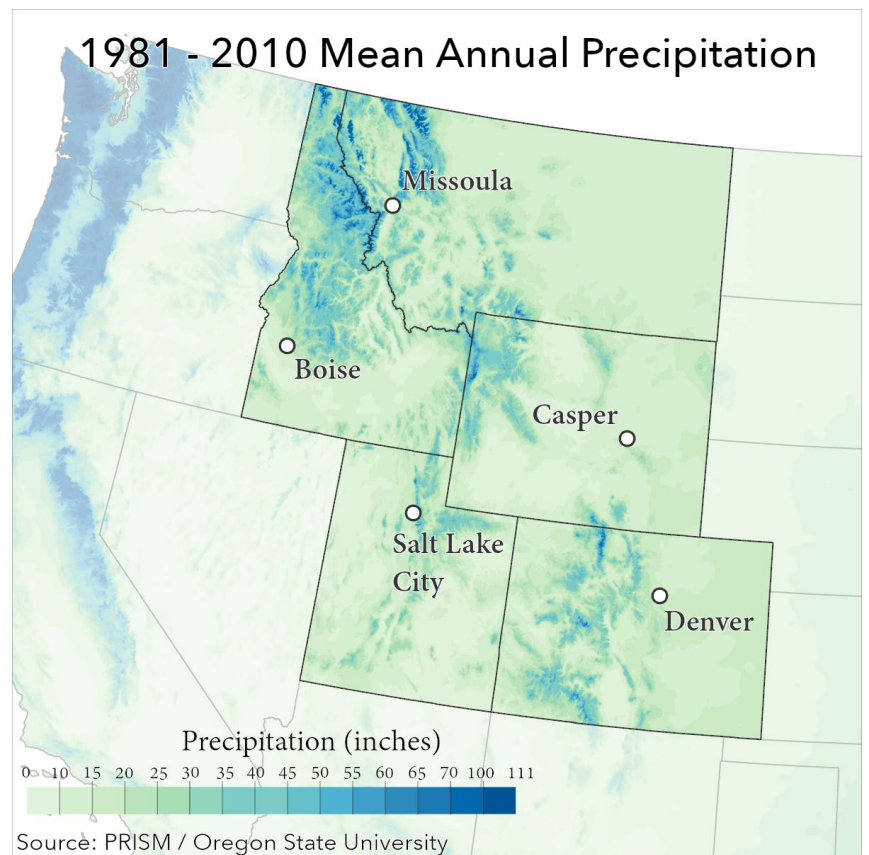 1981 - 2010 Mean Annual Precipitation
Missoula
Boise
Casper
Salt Lake
City
Denver
Precipitation (inches)
0 10 15 20 25 30 35 40 45 50 55 60 65 70 100 111
Source: PRISM / Oregon State University